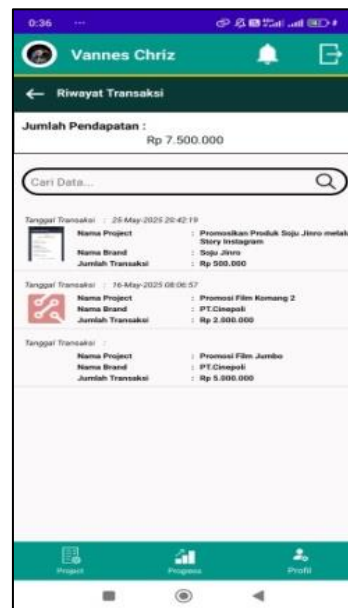 0:36 ...
Vannes Chriz
Riwayat Transaksi
Jumlah Pendapatan :
Rp 7.500.000
Cari Data...
Tanggal Transaksi : 25-May-2025 20:42:19
Nama Project : Promosikan Produk Soju Jinro melalui
Story Instagram
Nama Brand : Soju Jinro
Jumlah Transaksi : Rp 500.000
Tanggal Transaksi : 16-May-2025 08:06:57
Nama Project : Promosi Film Komang 2
Nama Brand : PT.Cinepoli
Jumlah Transaksi : Rp 2.000.000
Tanggal Transaksi :
Nama Project : Promosi Film Jumbo
Nama Brand : PT.Cinepoli
Jumlah Transaksi : Rp 5.000.000
Project Progress Profil